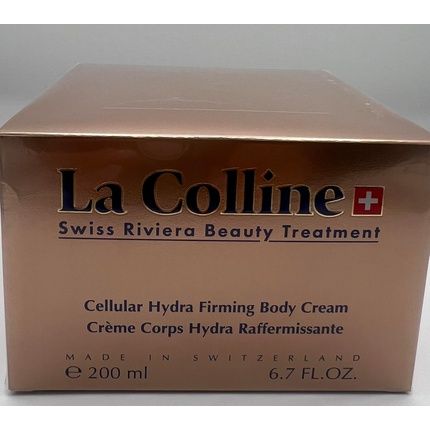 La Colline
Swiss Riviera Beauty Treatment
Cellular Hydra Firming Body Cream
Crème Corps Hydra Raffermissante
MADE IN SWITZERLAND
℮ 200 ml 6.7 FL.OZ.